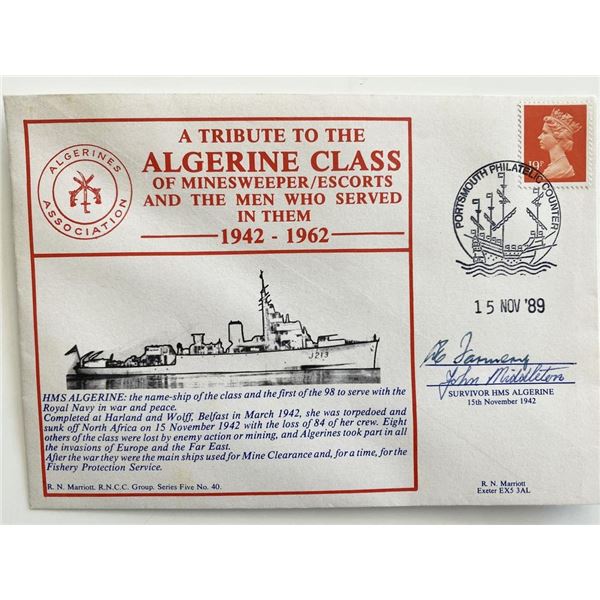 A TRIBUTE TO THE
ALGERINE CLASS
OF MINESWEEPER/ESCORTS
AND THE MEN WHO SERVED
IN THEM
1942 - 1962
ALGERINES
ASSOCIATION
J213
HMS ALGERINE: the name-ship of the class and the first of the 98 to serve with the
Royal Navy in war and peace.
Completed at Harland and Wolff, Belfast in March 1942, she was torpedoed and
sunk off North Africa on 15 November 1942 with the loss of 84 of her crew. Eight
others of the class were lost by enemy action or mining, and Algerines took part in all
the invasions of Europe and the Far East.
After the war they were the main ships used for Mine Clearance and, for a time, for the
Fishery Protection Service.
R. N. Marriott. R.N.C.C. Group. Series Five No. 40.
19P
PORTSMOUTH PHILATELIC COUNTER
15 NOV '89
John Middleton
SURVIVOR HMS ALGERINE
15th November 1942
R. N. Marriott
Exeter EX5 3AL